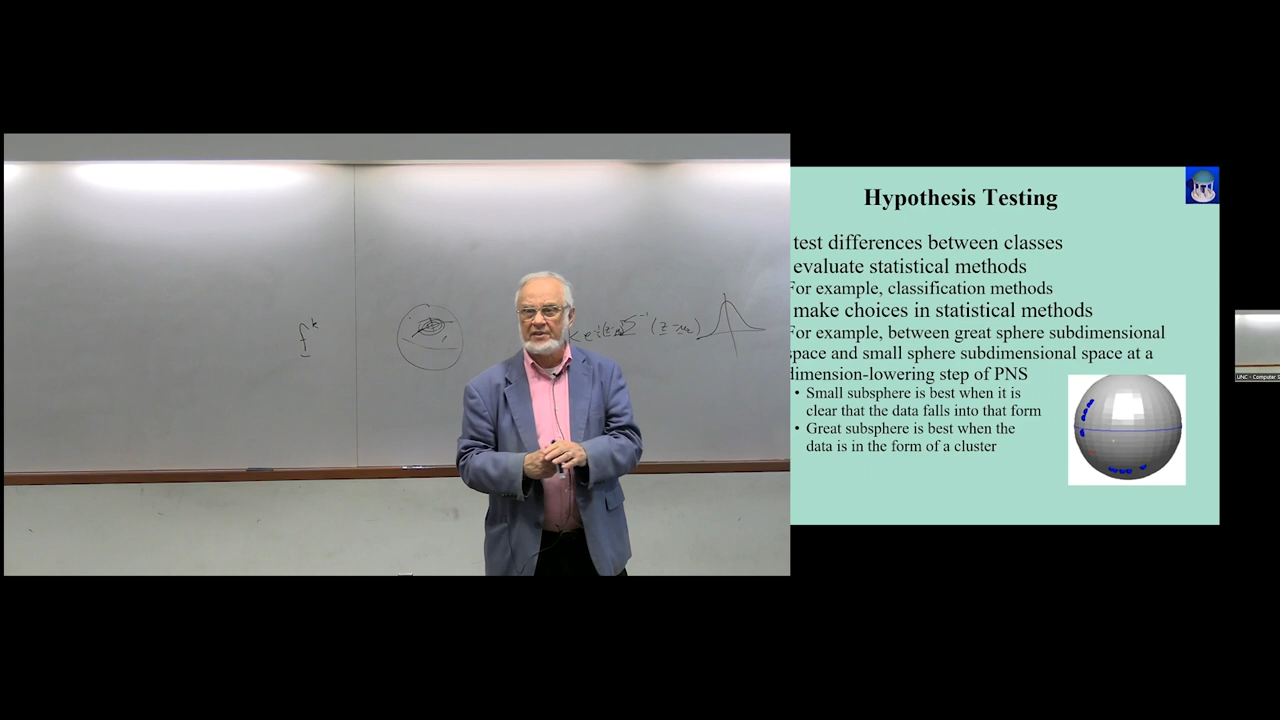 f^k
k e^{-½(z-μ)Σ^{-1}(z-μ)}
Hypothesis Testing
test differences between classes
evaluate statistical methods
For example, classification methods
make choices in statistical methods
For example, between great sphere subdimensional
space and small sphere subdimensional space at a
dimension-lowering step of PNS
• Small subsphere is best when it is
clear that the data falls into that form
• Great subsphere is best when the
data is in the form of a cluster